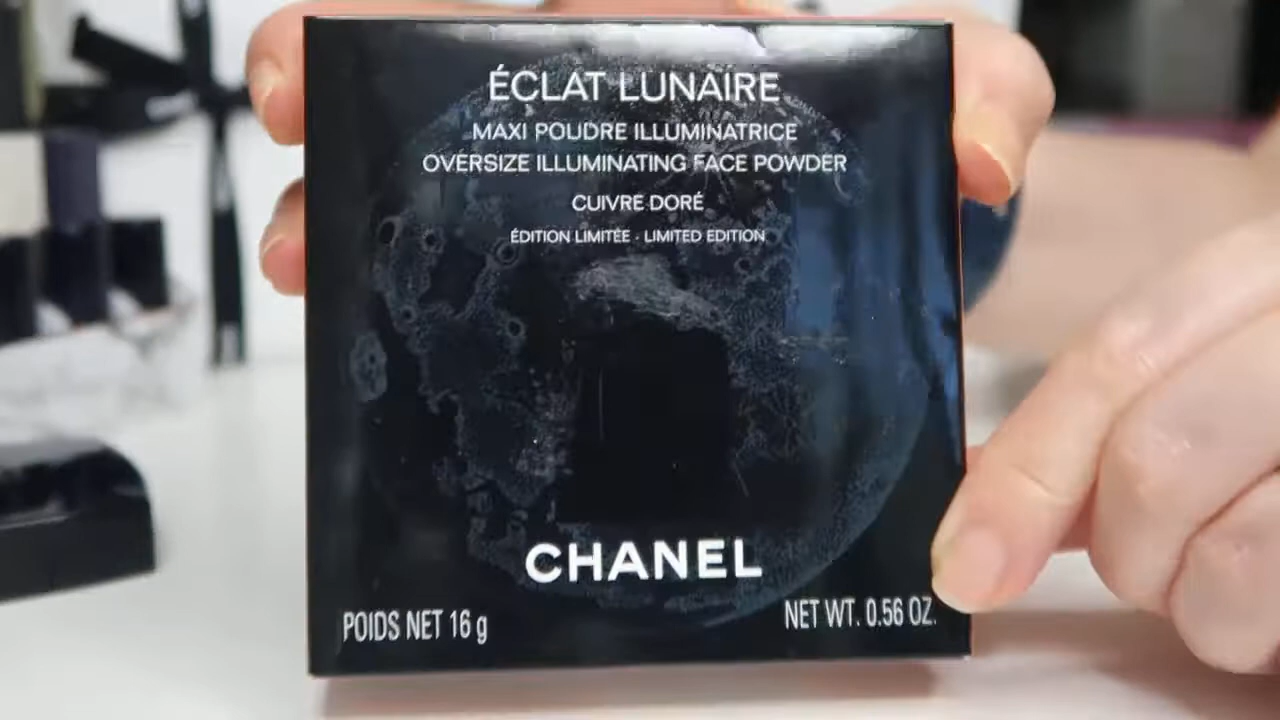 ÉCLAT LUNAIRE
MAXI POUDRE ILLUMINATRICE
OVERSIZE ILLUMINATING FACE POWDER
CUIVRE DORÉ
ÉDITION LIMITÉE - LIMITED EDITION
CHANEL
POIDS NET 16 g
NET WT. 0.56 OZ.